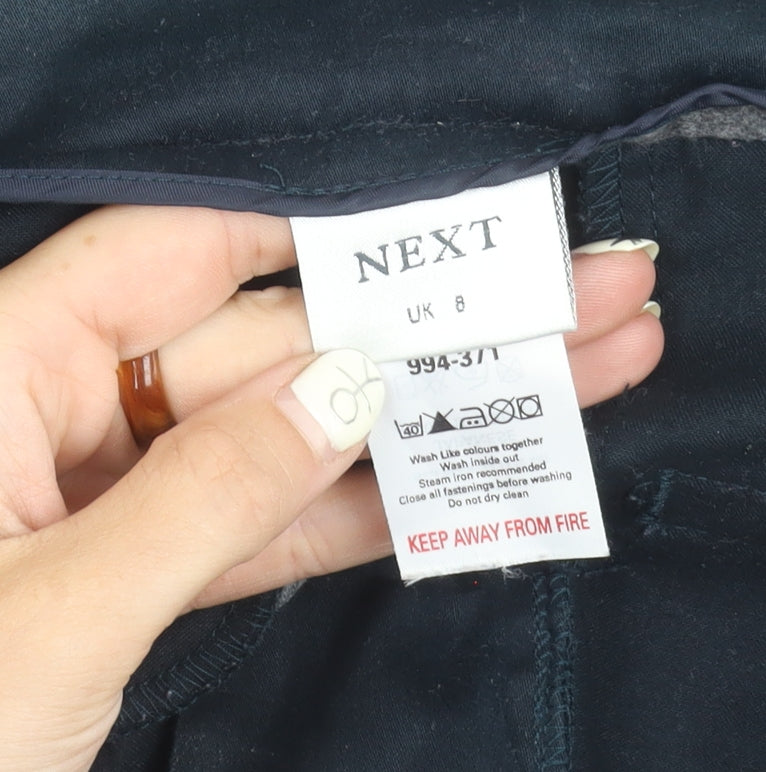 NEXT
UK 8
994-371
40
Wash Like colours together
Wash inside out
Steam iron recommended
Close all fastenings before washing
Do not dry clean
KEEP AWAY FROM FIRE